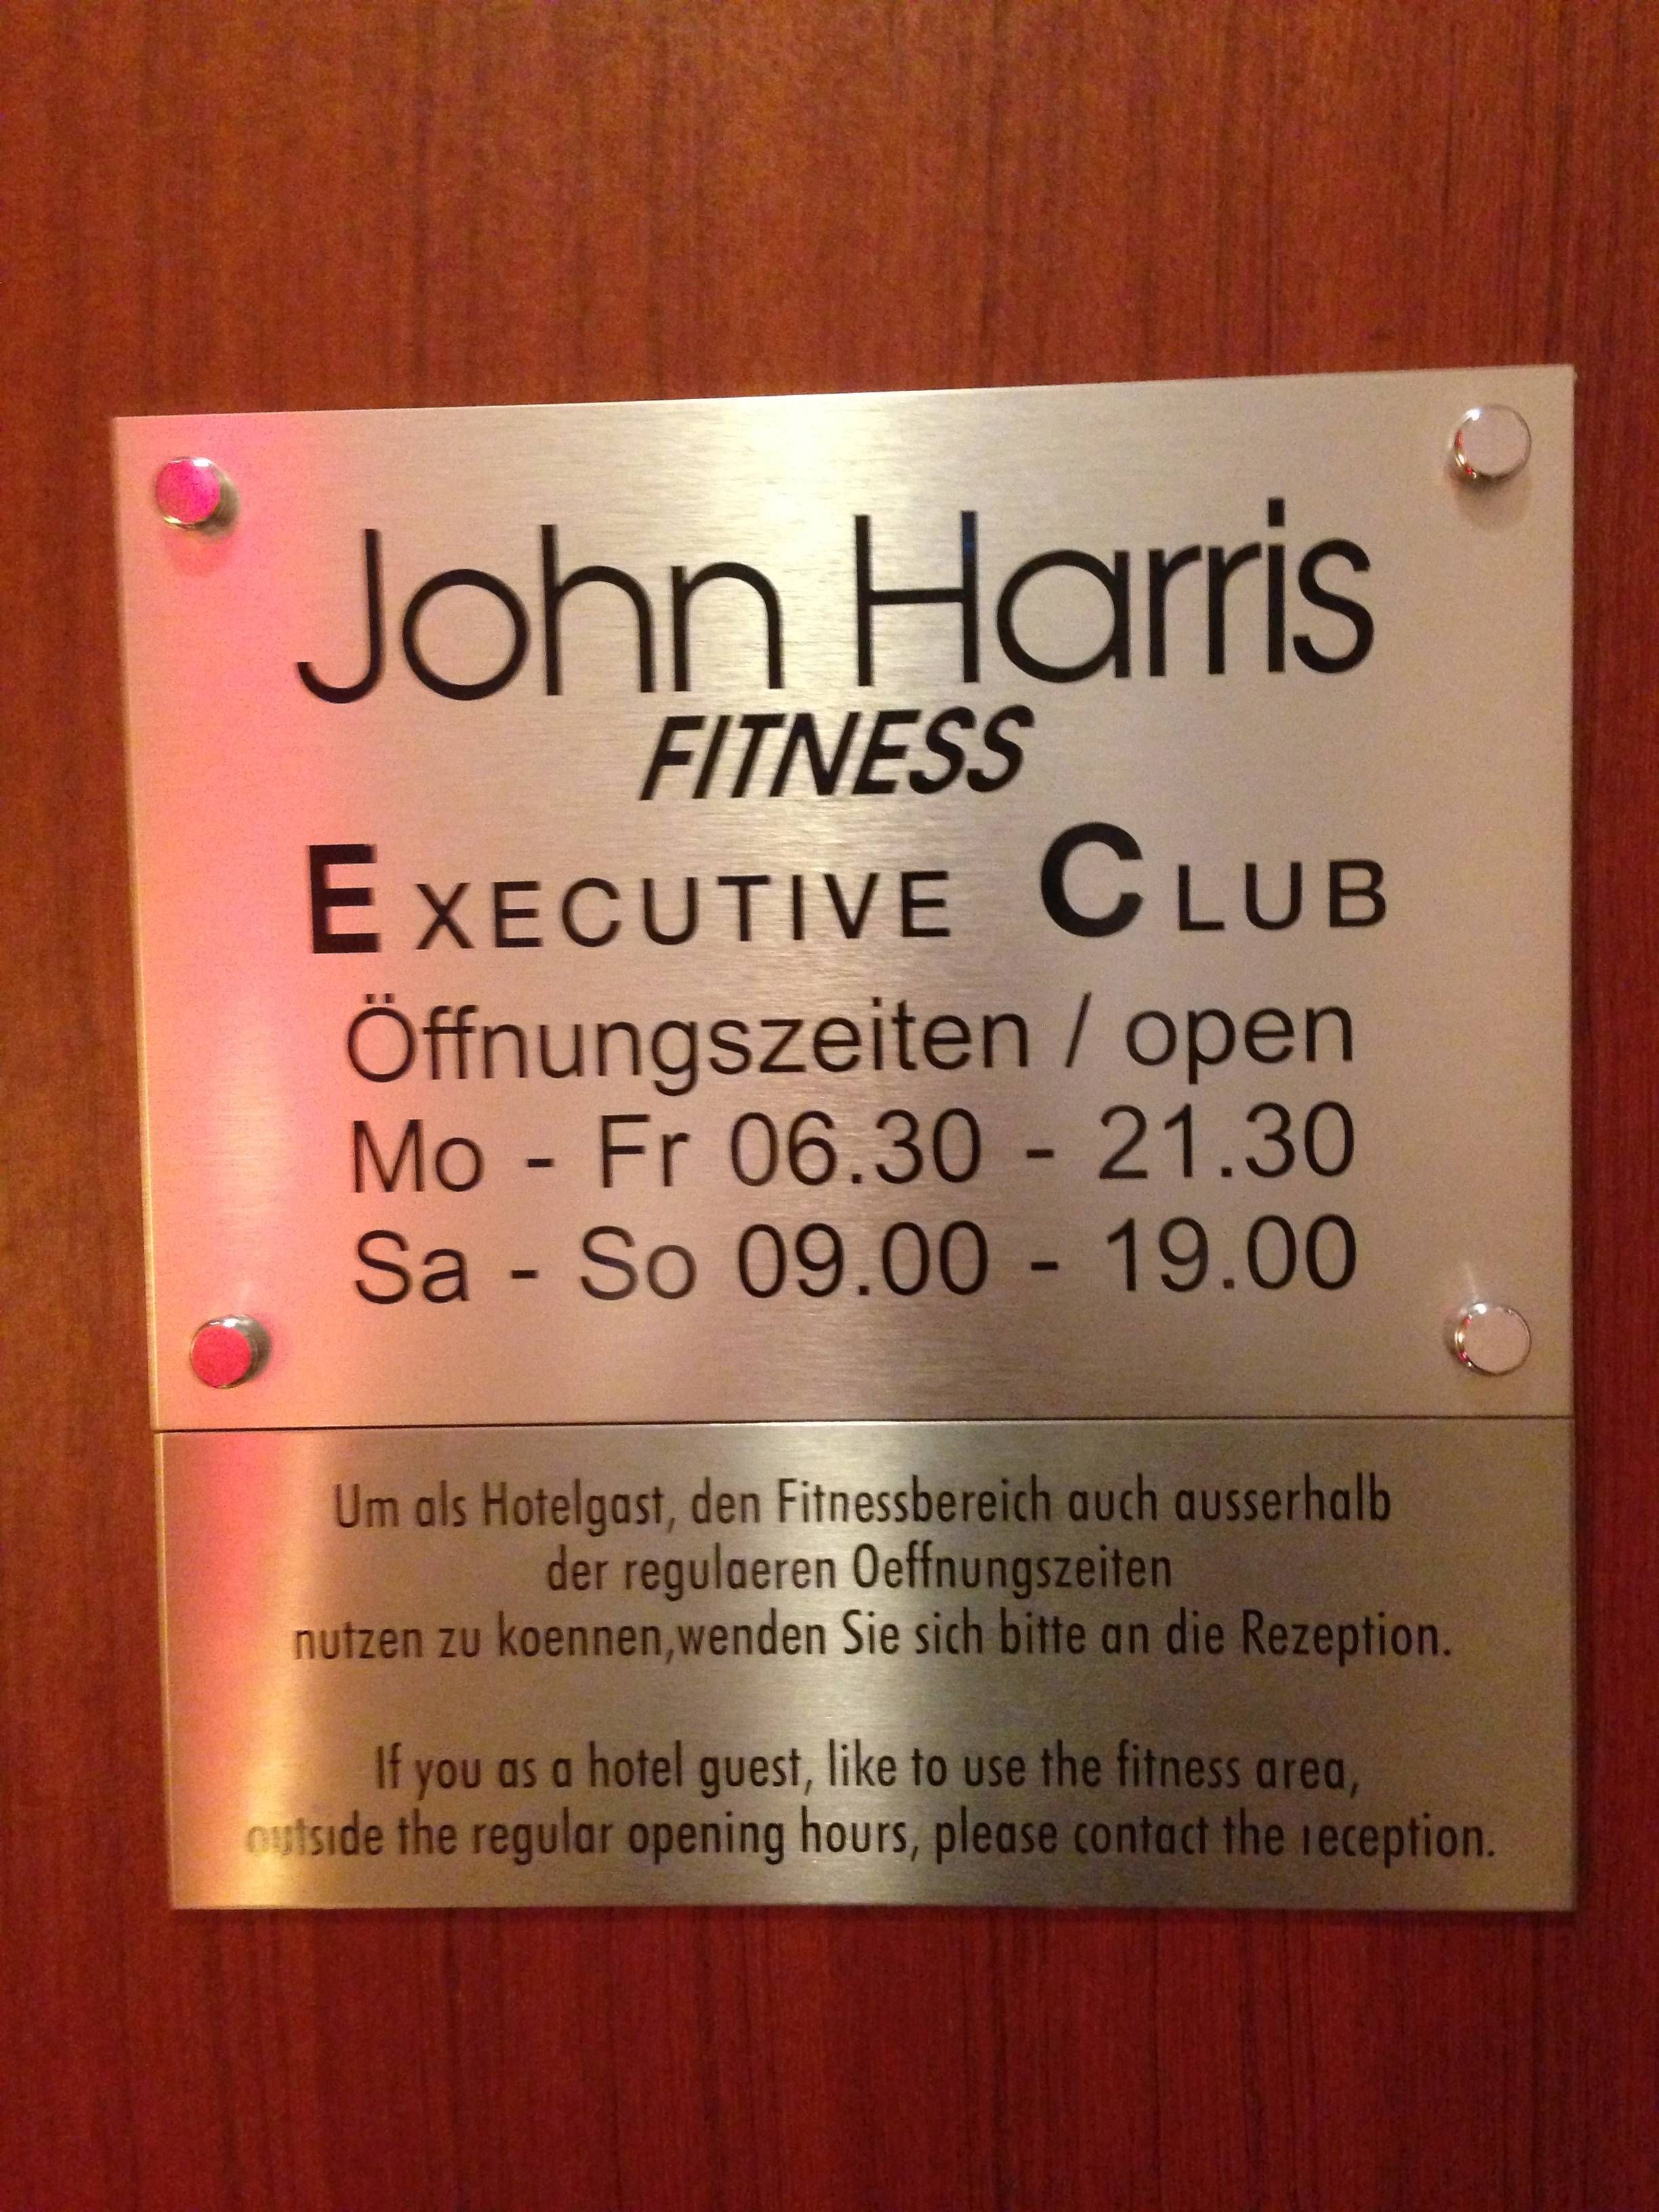 John Harris
FITNESS
EXECUTIVE CLUB
Öffnungszeiten / open
Mo - Fr 06.30 - 21.30
Sa - So 09.00 - 19.00
Um als Hotelgast, den Fitnessbereich auch ausserhalb
der regulaeren Oeffnungszeiten
nutzen zu koennen,wenden Sie sich bitte an die Rezeption.
If you as a hotel guest, like to use the fitness area,
outside the regular opening hours, please contact the reception.